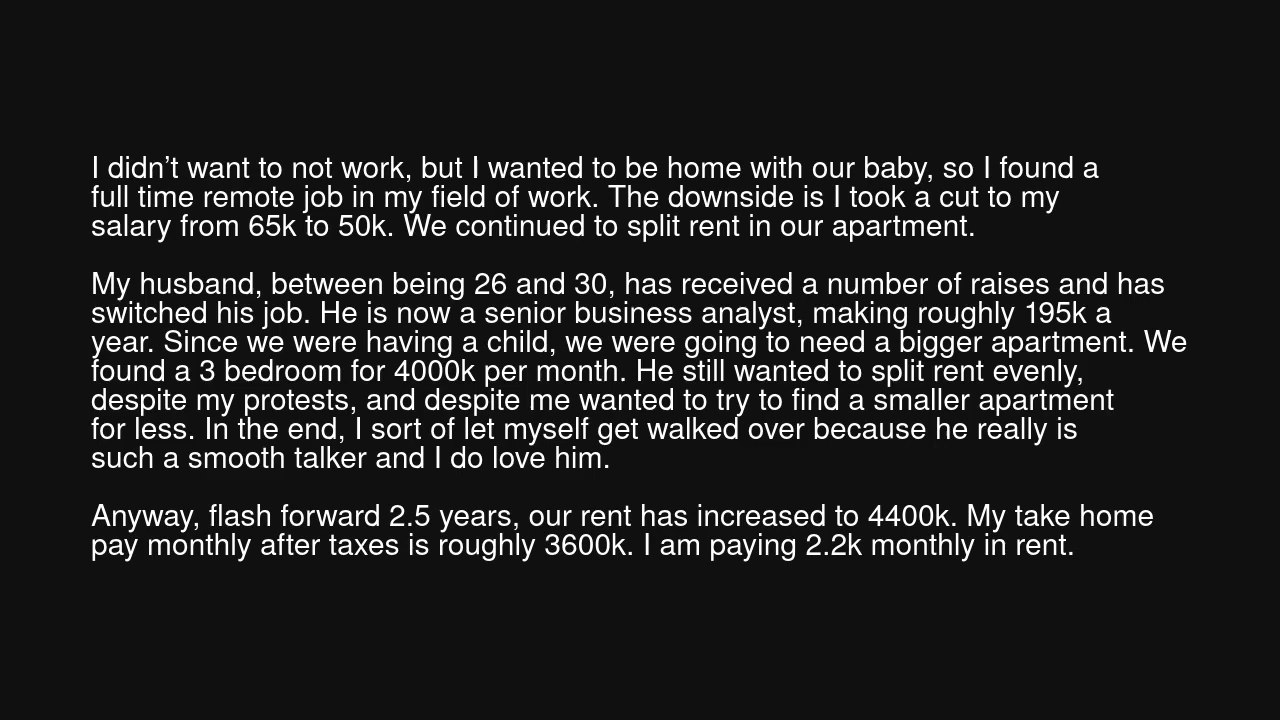 I didn’t want to not work, but I wanted to be home with our baby, so I found a
full time remote job in my field of work. The downside is I took a cut to my
salary from 65k to 50k. We continued to split rent in our apartment.
My husband, between being 26 and 30, has received a number of raises and has
switched his job. He is now a senior business analyst, making roughly 195k a
year. Since we were having a child, we were going to need a bigger apartment. We
found a 3 bedroom for 4000k per month. He still wanted to split rent evenly,
despite my protests, and despite me wanted to try to find a smaller apartment
for less. In the end, I sort of let myself get walked over because he really is
such a smooth talker and I do love him.
Anyway, flash forward 2.5 years, our rent has increased to 4400k. My take home
pay monthly after taxes is roughly 3600k. I am paying 2.2k monthly in rent.